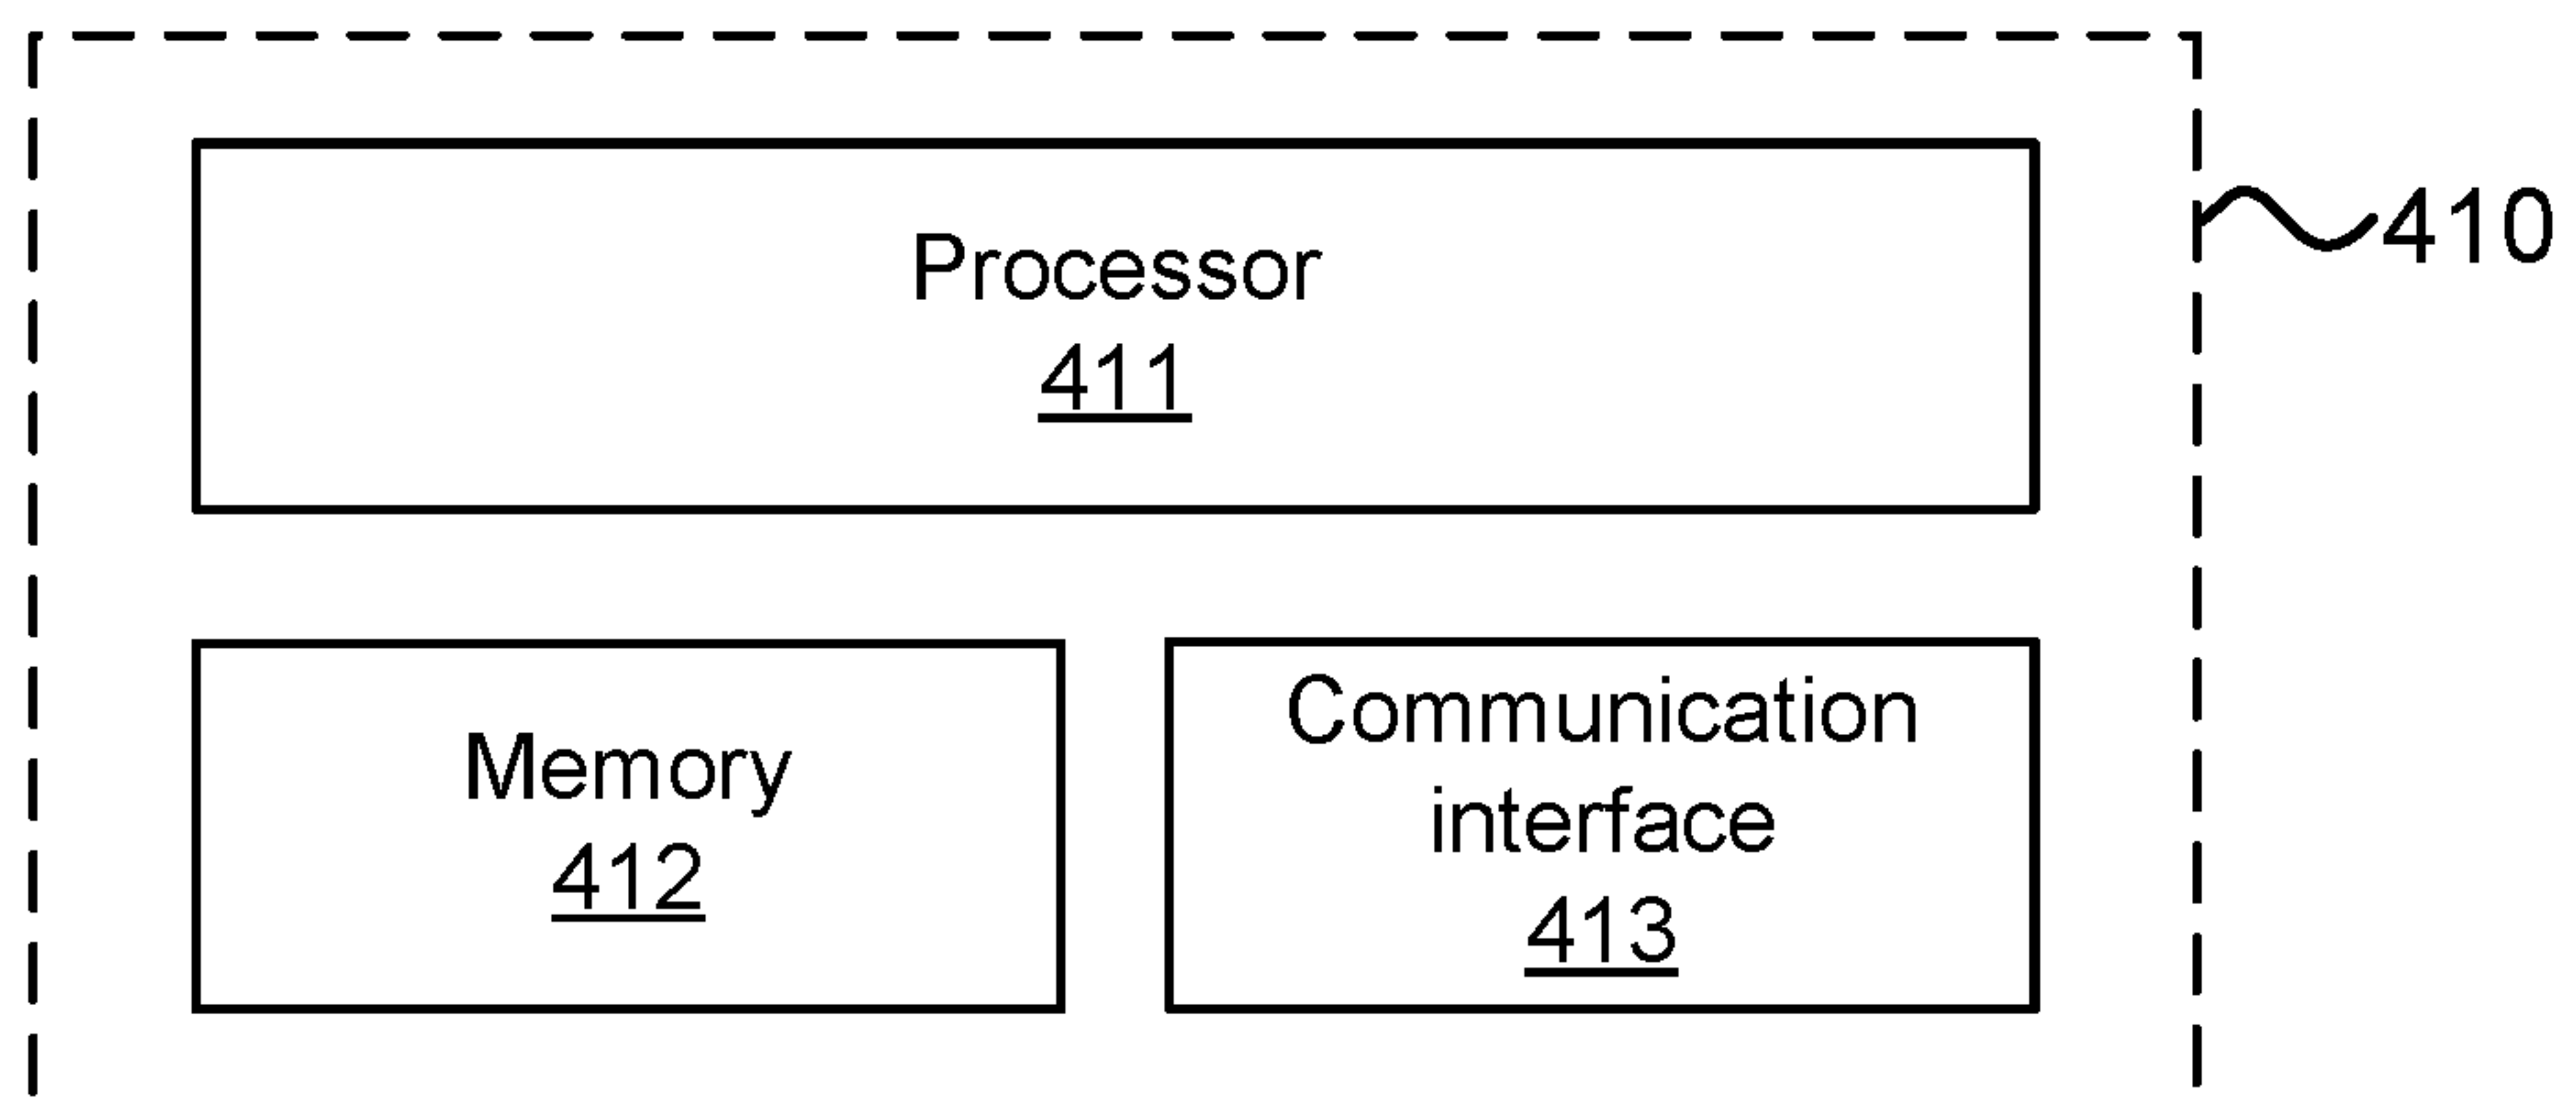 Processor
411
410
Memory
412
Communication
interface
413